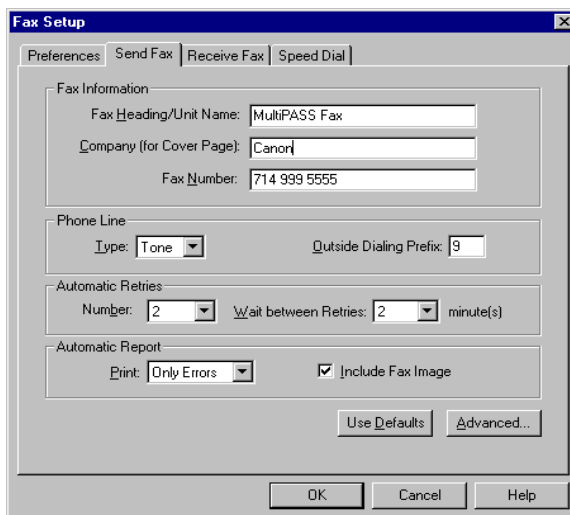 Fax Setup
Preferences Send Fax Receive Fax Speed Dial
Fax Information
Fax Heading/Unit Name: MultiPASS Fax
Company (for Cover Page): Canon
Fax Number: 714 999 5555
Phone Line
Type: Tone Outside Dialing Prefix: 9
Automatic Retries
Number: 2 Wait between Retries: 2 minute(s)
Automatic Report
Print: Only Errors Include Fax Image
Use Defaults Advanced...
OK Cancel Help